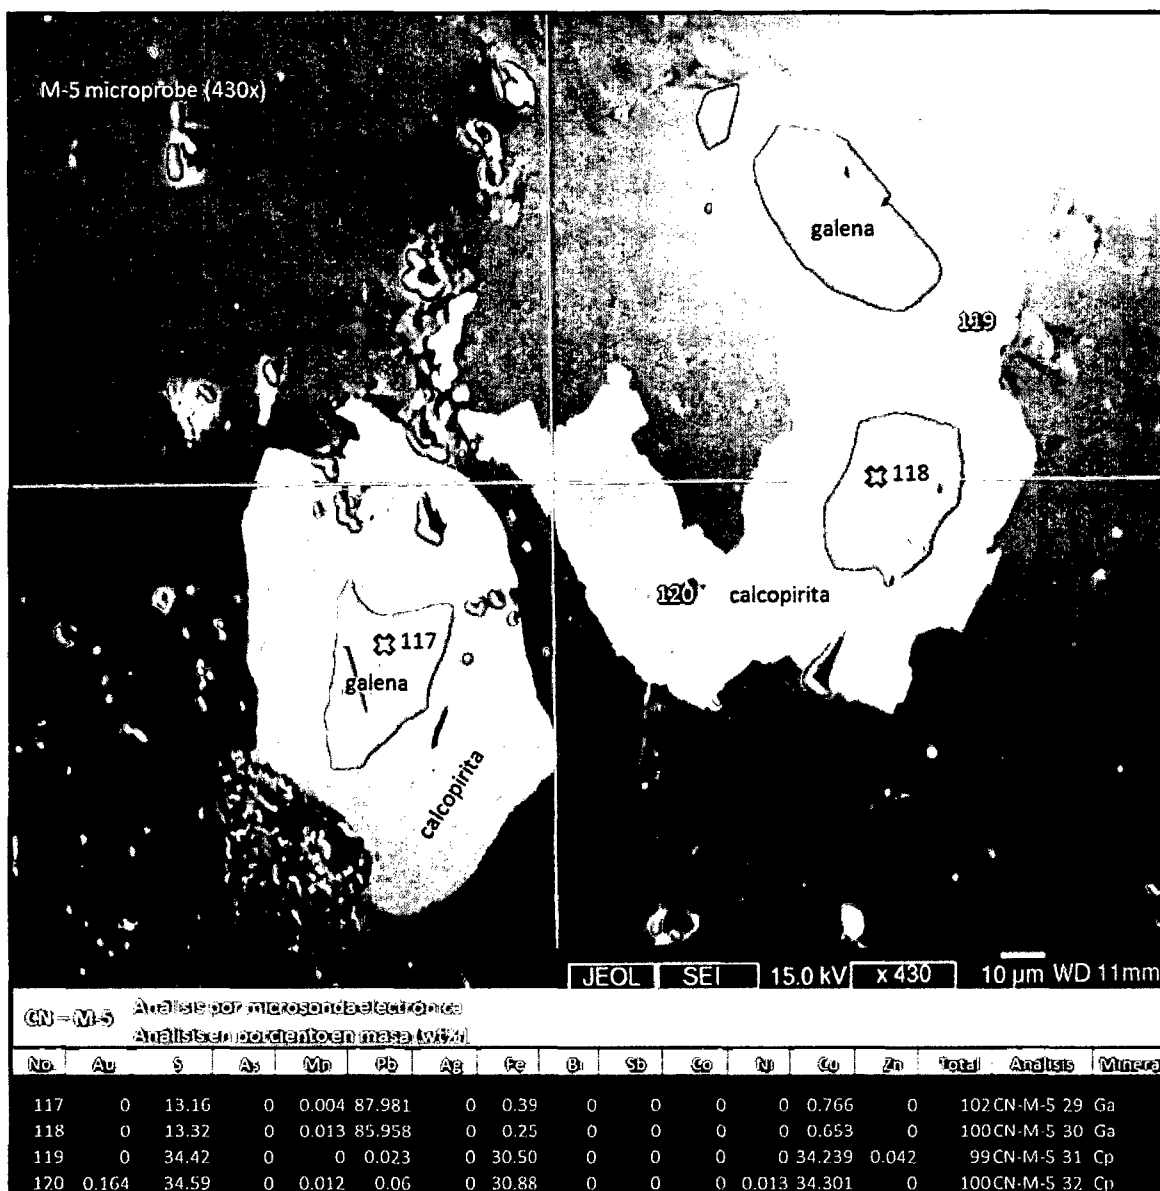 M-5 microprobe (430x)
galena
119
118
120 calcopirita
117
galena
calcopirita
JEOL SEI 15.0 kV x 430 10 µm WD 11mm
CN - M-5 Análisis por microsonda electrónica
Análisis en porciento en masa (wt%)
No. Au S As Mn Pb Ag Fe Bi Sb Co Ni Cu Zn Total Análisis Minera
117 0 13.16 0 0.004 87.981 0 0.39 0 0 0 0 0.766 0 102 CN-M-5 29 Ga
118 0 13.32 0 0.013 85.958 0 0.25 0 0 0 0 0.653 0 100 CN-M-5 30 Ga
119 0 34.42 0 0 0.023 0 30.50 0 0 0 0 34.239 0.042 99 CN-M-5 31 Cp
120 0.164 34.59 0 0.012 0.06 0 30.88 0 0 0 0.013 34.301 0 100 CN-M-5 32 Cp